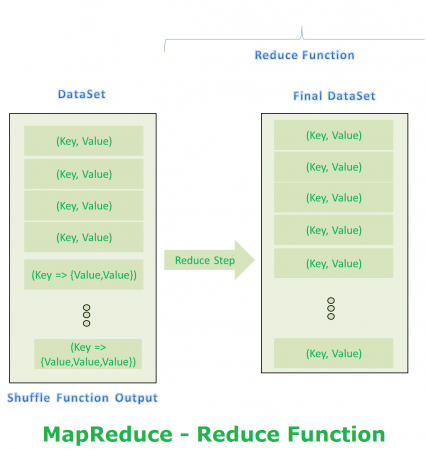 Reduce Function
DataSet
Final DataSet
(Key, Value)
(Key, Value)
(Key, Value)
(Key, Value)
(Key => {Value,Value})
(Key =>
{Value,Value,Value})
Shuffle Function Output
Reduce Step
(Key, Value)
(Key, Value)
(Key, Value)
(Key, Value)
(Key, Value)
(Key, Value)
MapReduce - Reduce Function